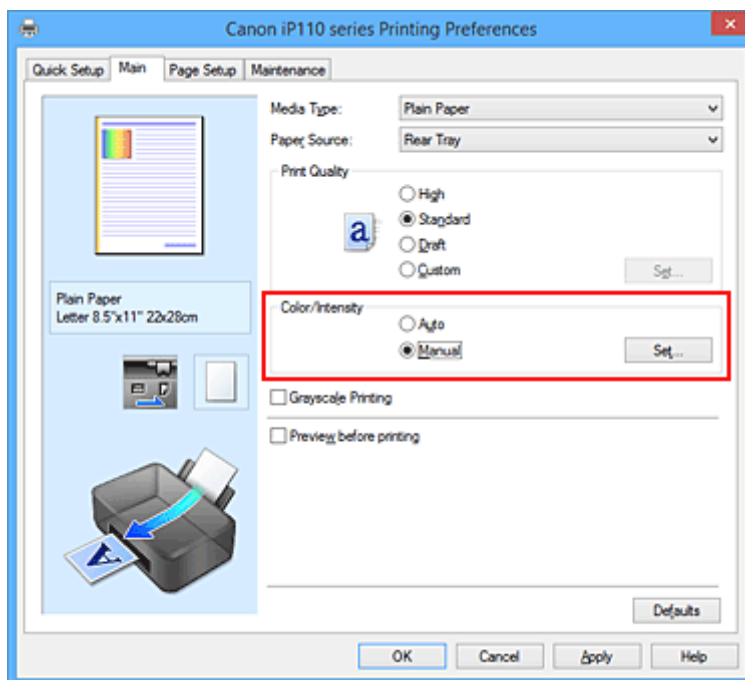 Canon iP110 series Printing Preferences
Quick Setup Main Page Setup Maintenance
Media Type: Plain Paper
Paper Source: Rear Tray
Print Quality
High
a Standard
Draft
Custom Set...
Plain Paper
Letter 8.5"x11" 22x28cm
Color/Intensity
Auto
Manual Set...
Grayscale Printing
Preview before printing
A
Defaults
OK Cancel Apply Help